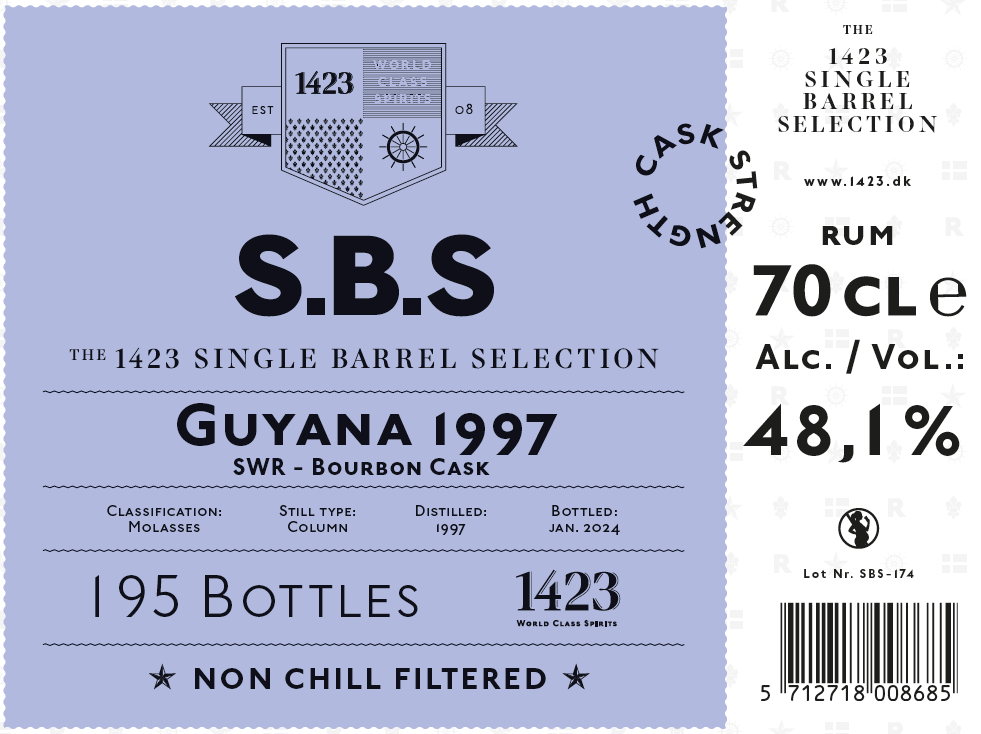 1423
WORLD
CLASS
SPIRITS
EST
08
CASK STRENGTH
S.B.S
THE 1423 SINGLE BARREL SELECTION
GUYANA 1997
SWR - BOURBON CASK
CLASSIFICATION:
MOLASSES
STILL TYPE:
COLUMN
DISTILLED:
1997
BOTTLED:
JAN. 2024
195 BOTTLES
1423
WORLD CLASS SPIRITS
NON CHILL FILTERED
THE
1423
SINGLE
BARREL
SELECTION
www.1423.dk
RUM
70 CL e
ALC. / VOL.:
48,1%
Lot Nr. SBS-174
5 712718 008685